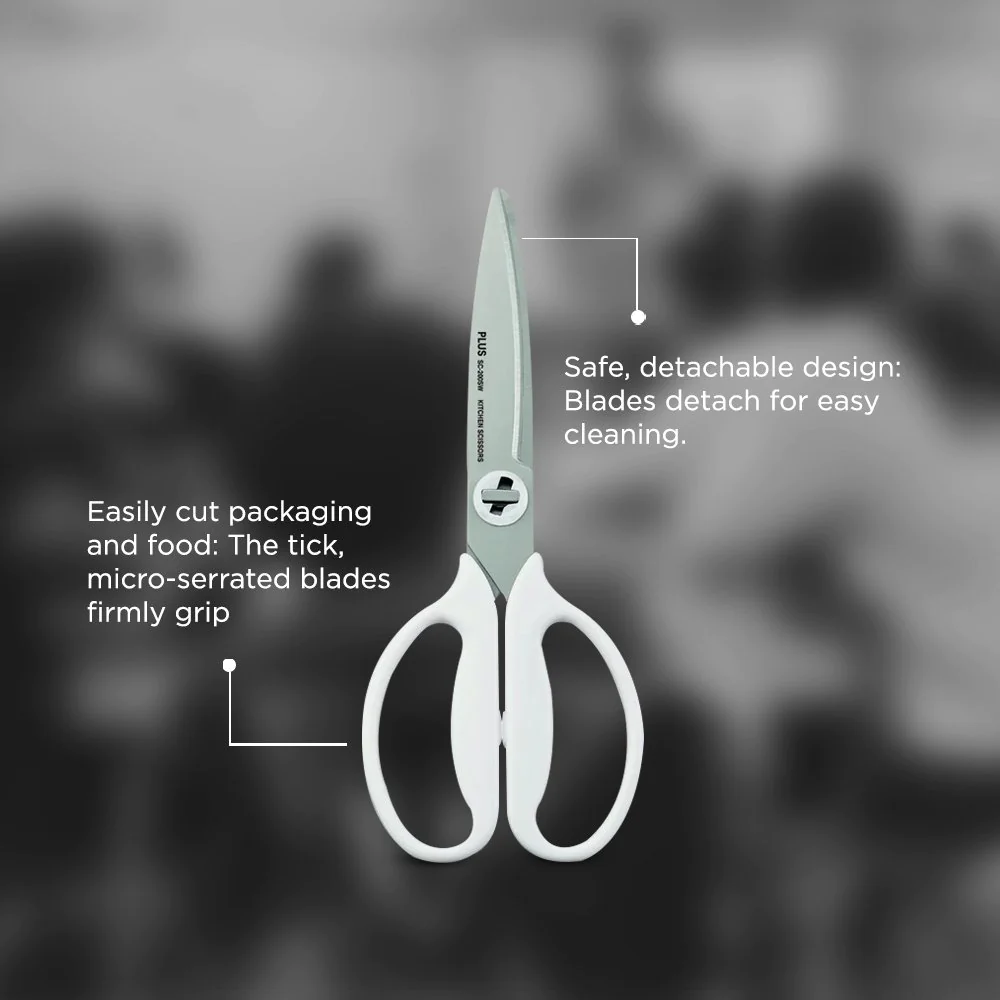 PLUS SC-200SW KITCHEN SCISSORS
Safe, detachable design:
Blades detach for easy
cleaning.
Easily cut packaging
and food: The tick,
micro-serrated blades
firmly grip